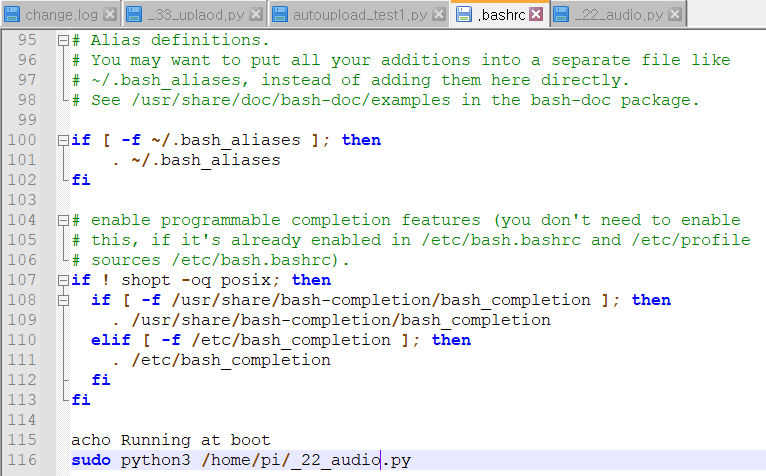 change.log _33_uplaod.py autoupload_test1.py .bashrc _22_audio.py
95 # Alias definitions.
96 # You may want to put all your additions into a separate file like
97 # ~/.bash_aliases, instead of adding them here directly.
98 # See /usr/share/doc/bash-doc/examples in the bash-doc package.
99
100 if [ -f ~/.bash_aliases ]; then
101 . ~/.bash_aliases
102 fi
103
104 # enable programmable completion features (you don't need to enable
105 # this, if it's already enabled in /etc/bash.bashrc and /etc/profile
106 # sources /etc/bash.bashrc).
107 if ! shopt -oq posix; then
108 if [ -f /usr/share/bash-completion/bash_completion ]; then
109 . /usr/share/bash-completion/bash_completion
110 elif [ -f /etc/bash_completion ]; then
111 . /etc/bash_completion
112 fi
113 fi
114
115 acho Running at boot
116 sudo python3 /home/pi/_22_audio.py